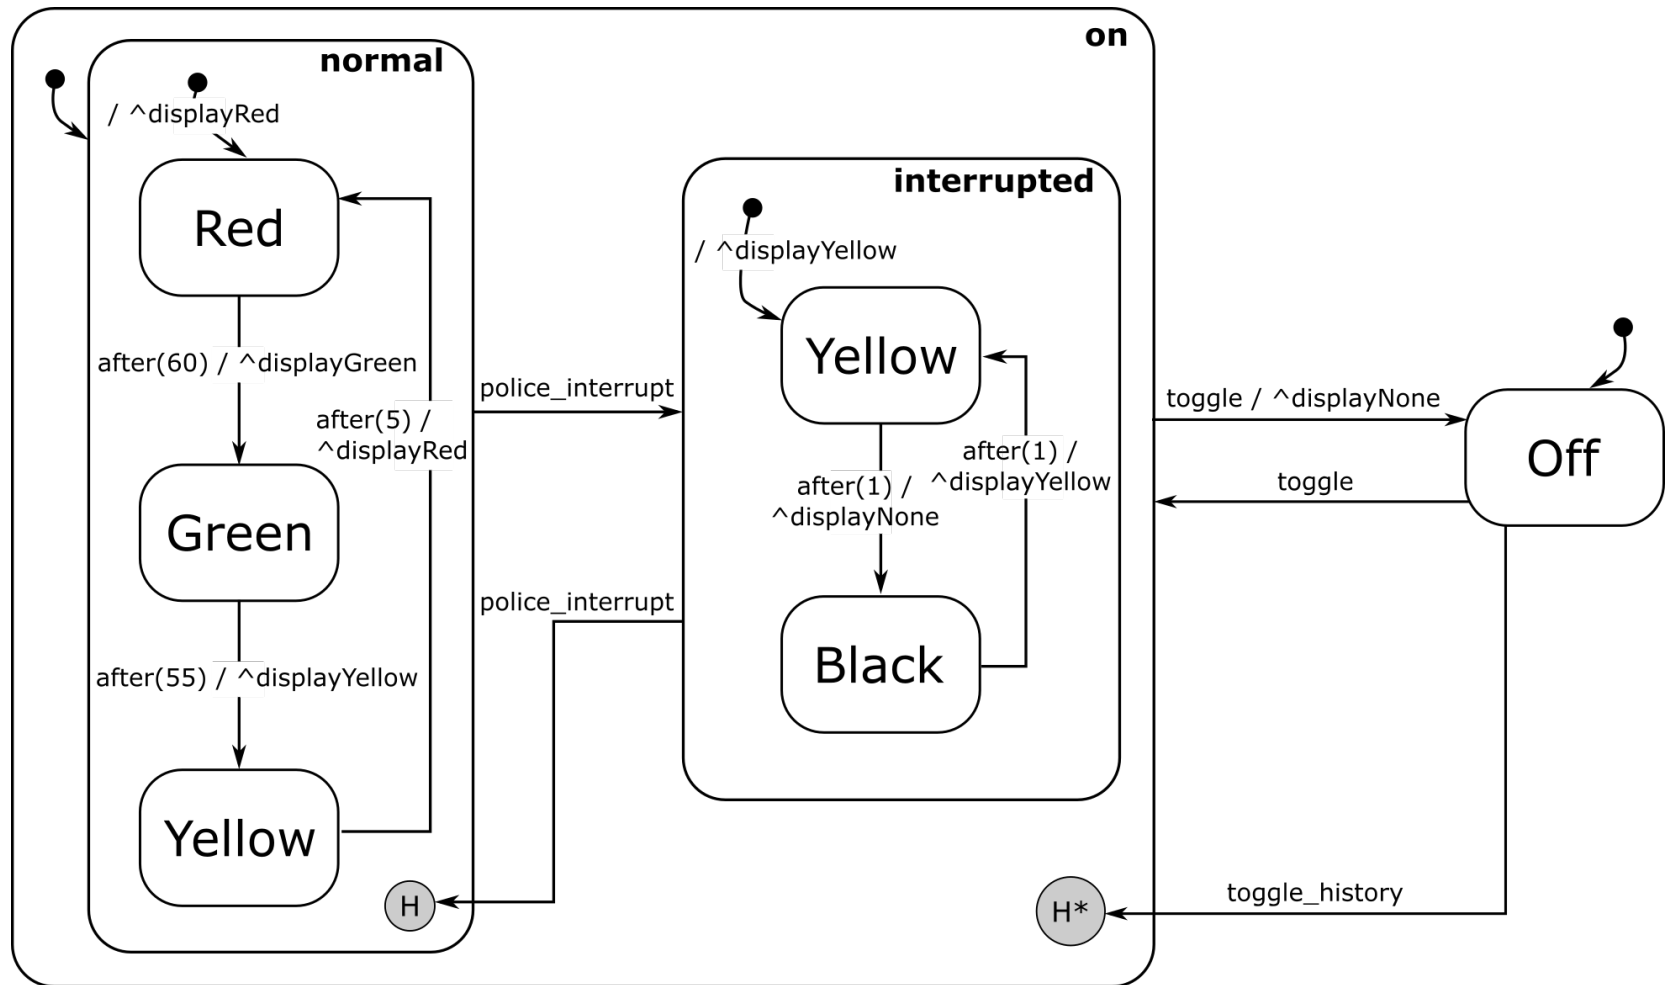 on
normal
/ ^displayRed
Red
after(60) / ^displayGreen
after(5) /
^displayRed
Green
after(55) / ^displayYellow
Yellow
H
police_interrupt
police_interrupt
interrupted
/ ^displayYellow
Yellow
after(1) /
^displayNone
after(1) /
^displayYellow
Black
toggle / ^displayNone
toggle
Off
toggle_history
H*